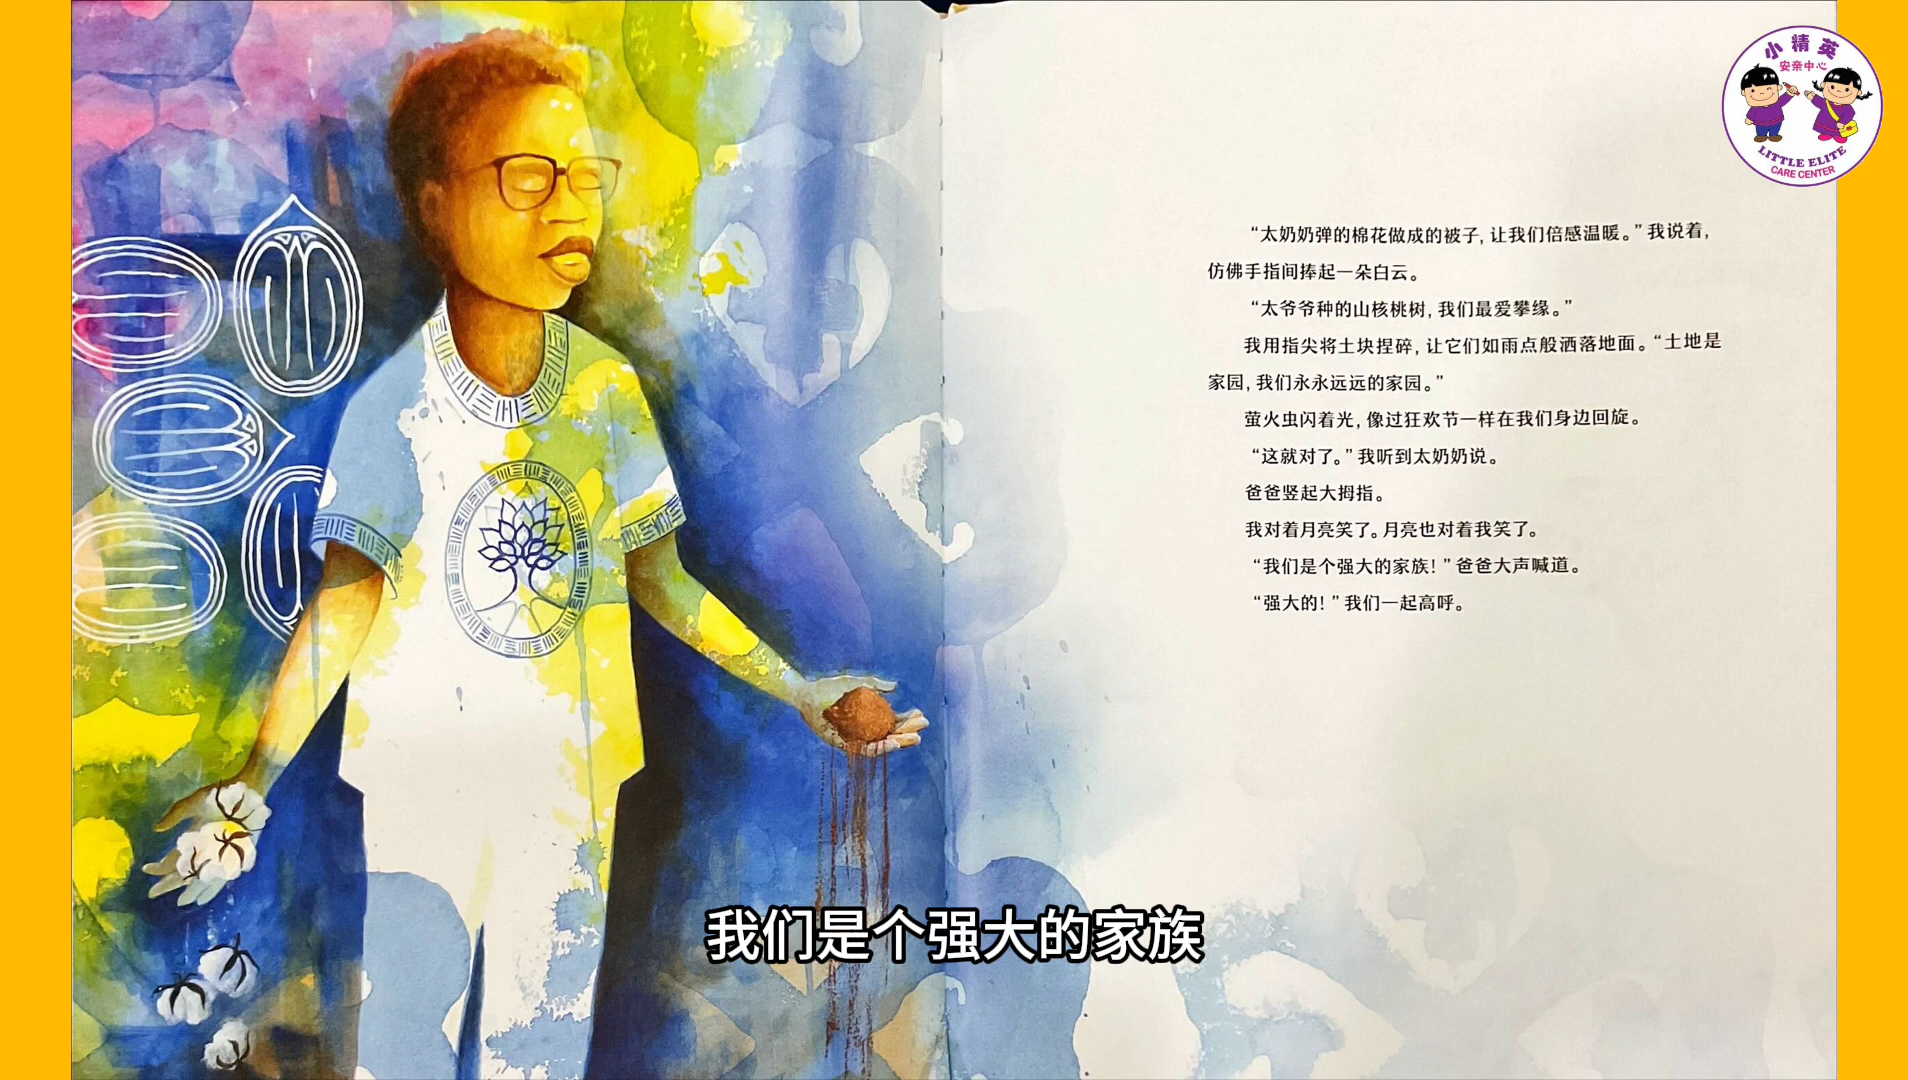 小精英
安亲中心
LITTLE ELITE
CARE CENTER
“太奶奶弹的棉花做成的被子,让我们倍感温暖。”我说着,
仿佛手指间捧起一朵白云。
“太爷爷种的山核桃树,我们最爱攀缘。”
我用指尖将土块捏碎,让它们如雨点般洒落地面。“土地是
家园,我们永永远远的家园。”
萤火虫闪着光,像过狂欢节一样在我们身边回旋。
“这就对了。”我听到太奶奶说。
爸爸竖起大拇指。
我对着月亮笑了。月亮也对着我笑了。
“我们是个强大的家族!”爸爸大声喊道。
“强大的!”我们一起高呼。
我们是个强大的家族